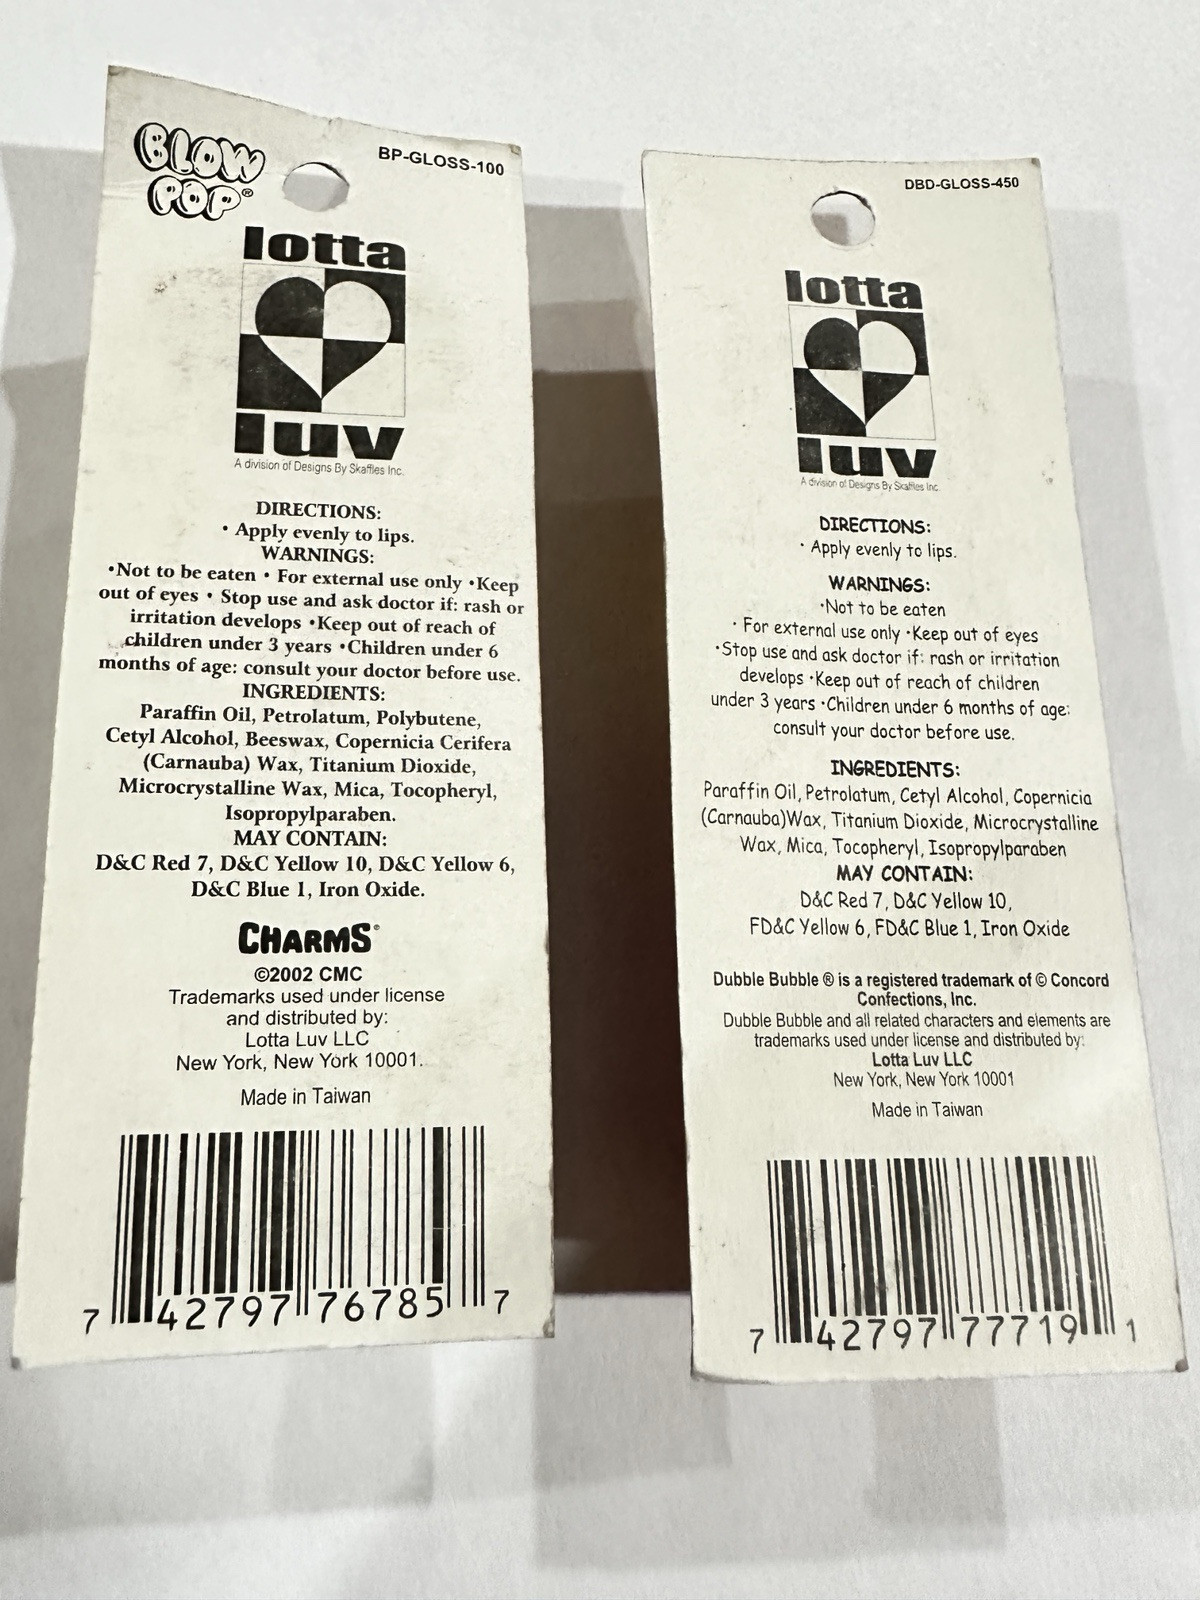 BLOW
POP®
BP-GLOSS-100
lotta
luv
A division of Designs By Skaffles Inc.
DIRECTIONS:
• Apply evenly to lips.
WARNINGS:
•Not to be eaten • For external use only •Keep
out of eyes • Stop use and ask doctor if: rash or
irritation develops •Keep out of reach of
children under 3 years •Children under 6
months of age: consult your doctor before use.
INGREDIENTS:
Paraffin Oil, Petrolatum, Polybutene,
Cetyl Alcohol, Beeswax, Copernicia Cerifera
(Carnauba) Wax, Titanium Dioxide,
Microcrystalline Wax, Mica, Tocopheryl,
Isopropylparaben.
MAY CONTAIN:
D&C Red 7, D&C Yellow 10, D&C Yellow 6,
D&C Blue 1, Iron Oxide.
CHARMS®
©2002 CMC
Trademarks used under license
and distributed by:
Lotta Luv LLC
New York, New York 10001.
Made in Taiwan
7 42797 76785 7
DBD-GLOSS-450
lotta
luv
A division of Designs By Skaffles Inc.
DIRECTIONS:
· Apply evenly to lips.
WARNINGS:
·Not to be eaten
· For external use only ·Keep out of eyes
·Stop use and ask doctor if: rash or irritation
develops ·Keep out of reach of children
under 3 years ·Children under 6 months of age:
consult your doctor before use.
INGREDIENTS:
Paraffin Oil, Petrolatum, Cetyl Alcohol, Copernicia
(Carnauba)Wax, Titanium Dioxide, Microcrystalline
Wax, Mica, Tocopheryl, Isopropylparaben
MAY CONTAIN:
D&C Red 7, D&C Yellow 10,
FD&C Yellow 6, FD&C Blue 1, Iron Oxide
Dubble Bubble ® is a registered trademark of © Concord
Confections, Inc.
Dubble Bubble and all related characters and elements are
trademarks used under license and distributed by:
Lotta Luv LLC
New York, New York 10001
Made in Taiwan
7 42797 77719 1